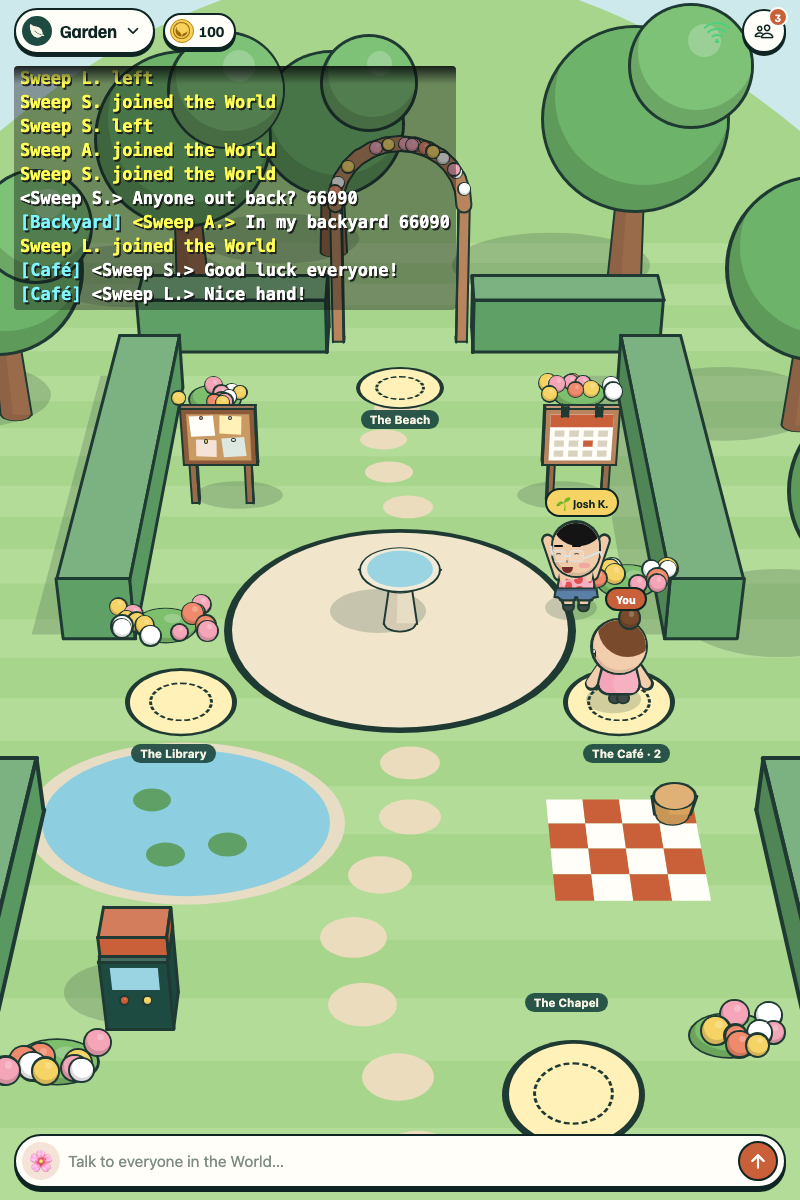 Garden
100
3
Sweep L. left
Sweep S. joined the World
Sweep S. left
Sweep A. joined the World
Sweep S. joined the World
<Sweep S.> Anyone out back? 66090
[Backyard] <Sweep A.> In my backyard 66090
Sweep L. joined the World
[Café] <Sweep S.> Good luck everyone!
[Café] <Sweep L.> Nice hand!
The Beach
Josh K.
You
The Library
The Café · 2
The Chapel
Talk to everyone in the World...